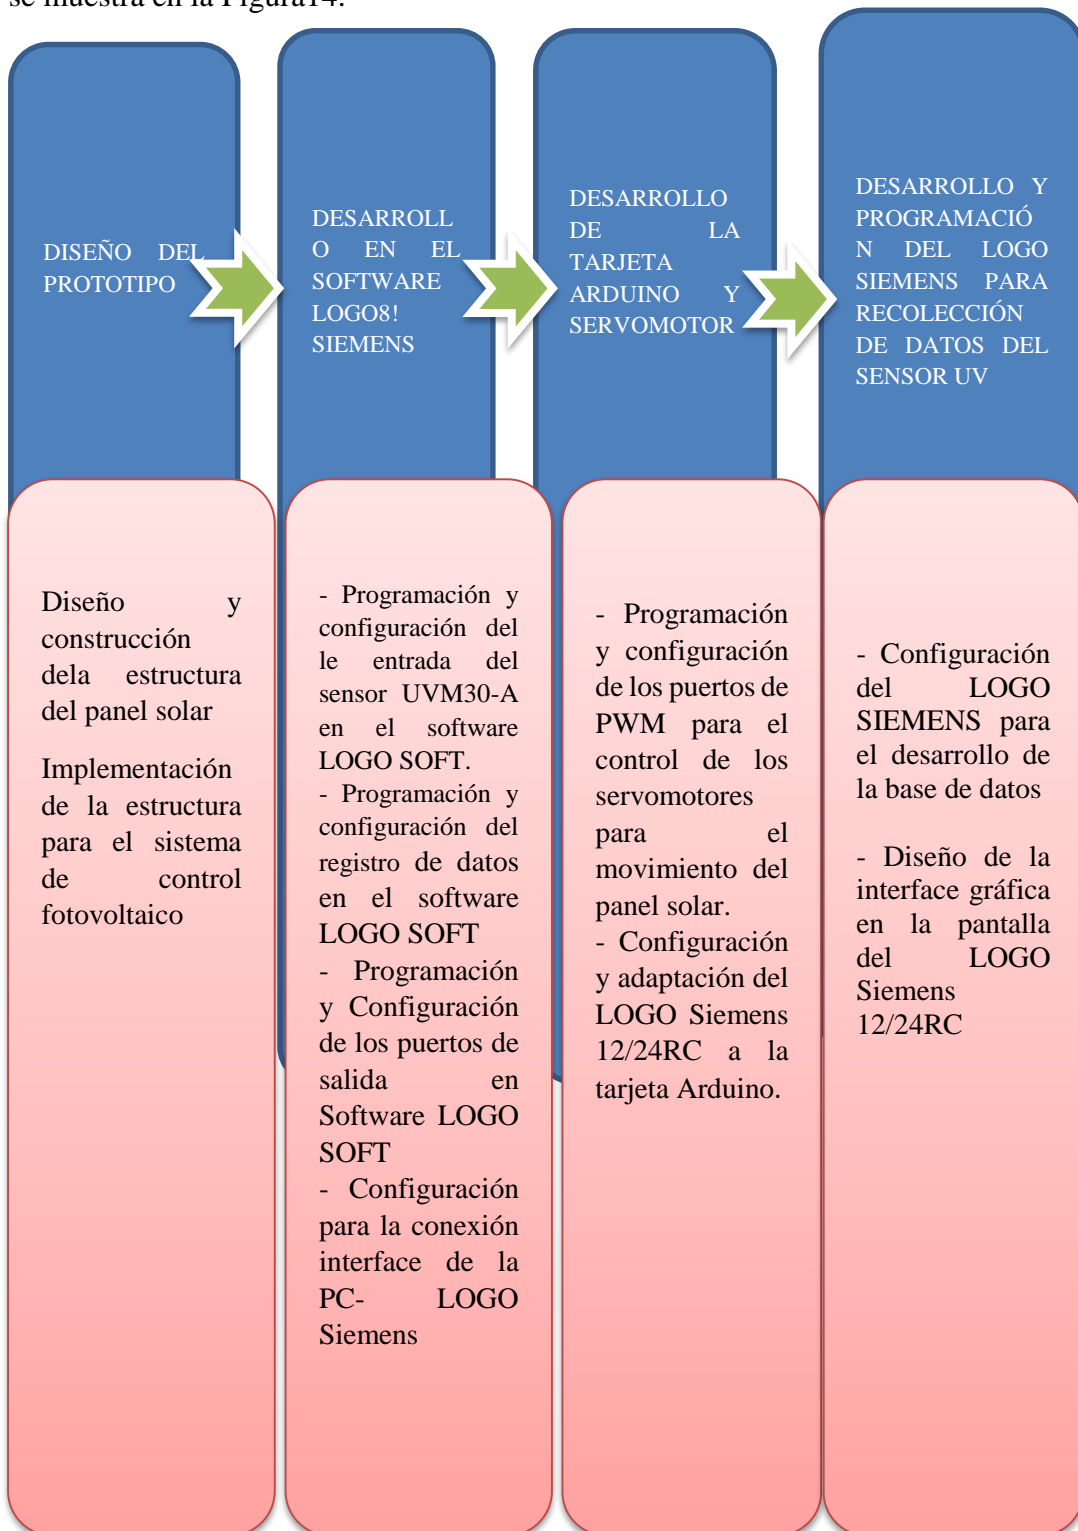 se muestra en la Figura14.
DISEÑO DEL
PROTOTIPO
DESARROLL
O EN EL
SOFTWARE
LOGO8!
SIEMENS
DESARROLLO
DE LA
TARJETA
ARDUINO Y
SERVOMOTOR
DESARROLLO Y
PROGRAMACIÓ
N DEL LOGO
SIEMENS PARA
RECOLECCIÓN
DE DATOS DEL
SENSOR UV
Diseño y
construcción
dela estructura
del panel solar
Implementación
de la estructura
para el sistema
de control
fotovoltaico
- Programación y
configuración del
le entrada del
sensor UVM30-A
en el software
LOGO SOFT.
- Programación y
configuración del
registro de datos
en el software
LOGO SOFT
- Programación
y Configuración
de los puertos de
salida en
Software LOGO
SOFT
- Configuración
para la conexión
interface de la
PC- LOGO
Siemens
- Programación
y configuración
de los puertos de
PWM para el
control de los
servomotores
para el
movimiento del
panel solar.
- Configuración
y adaptación del
LOGO Siemens
12/24RC a la
tarjeta Arduino.
- Configuración
del LOGO
SIEMENS para
el desarrollo de
la base de datos
- Diseño de la
interface gráfica
en la pantalla
del LOGO
Siemens
12/24RC